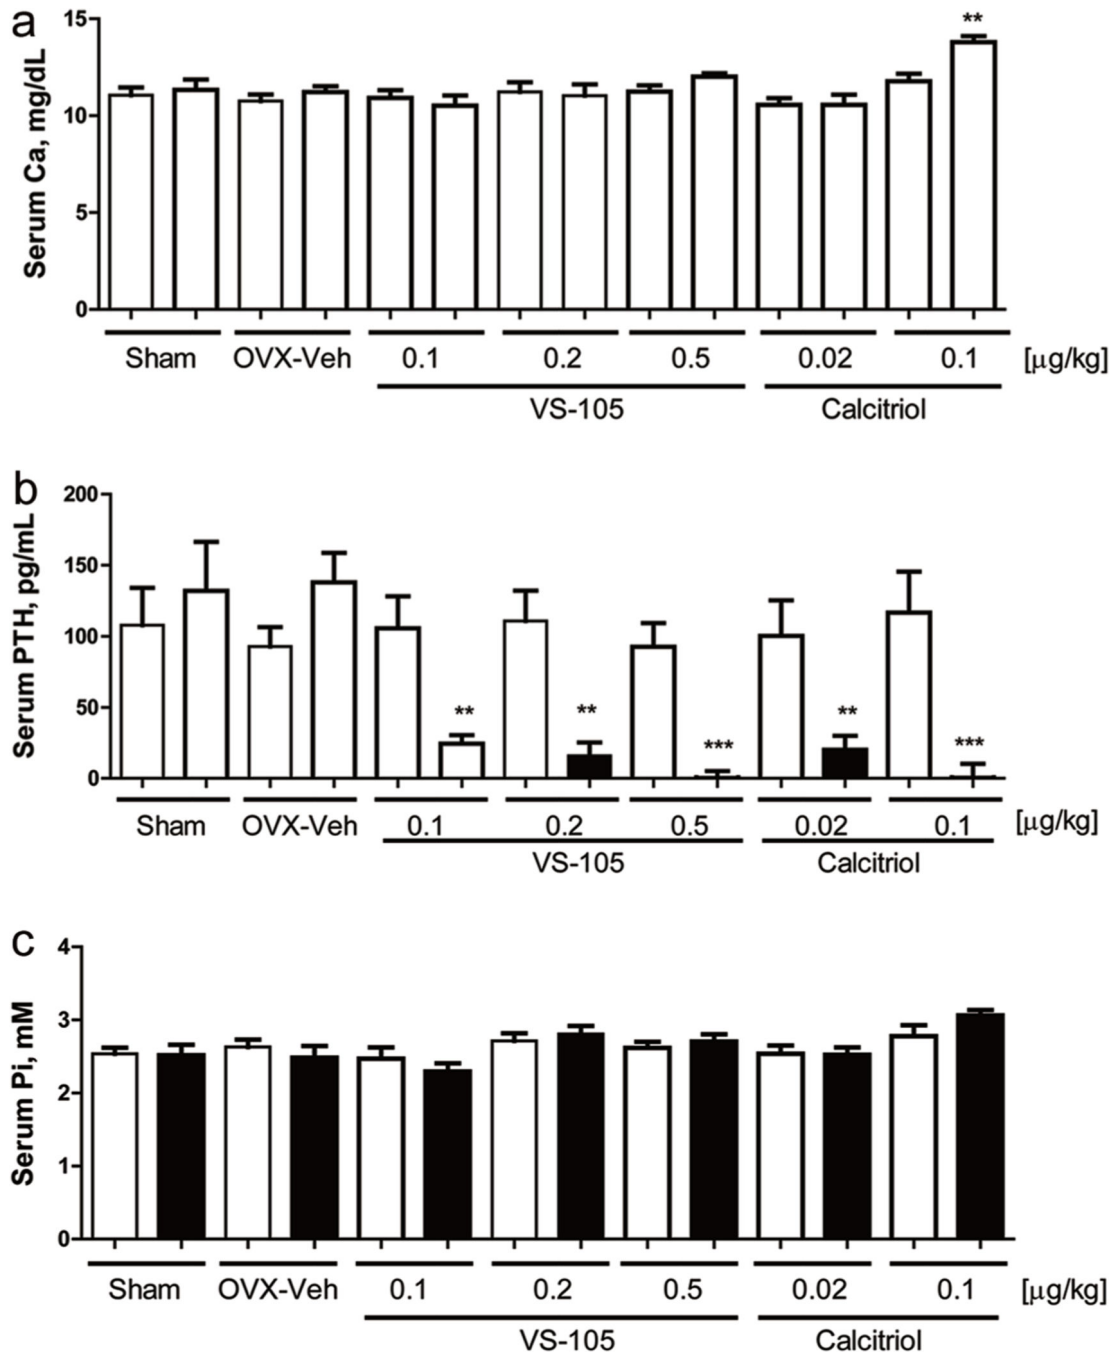 a
Serum Ca, mg/dL
15
10
5
0
**
Sham OVX-Veh 0.1 0.2 0.5 0.02 0.1 [μg/kg]
VS-105 Calcitriol
b
Serum PTH, pg/mL
200
150
100
50
0
** ** *** ** ***
Sham OVX-Veh 0.1 0.2 0.5 0.02 0.1 [μg/kg]
VS-105 Calcitriol
c
Serum Pi, mM
4
3
2
1
0
Sham OVX-Veh 0.1 0.2 0.5 0.02 0.1 [μg/kg]
VS-105 Calcitriol